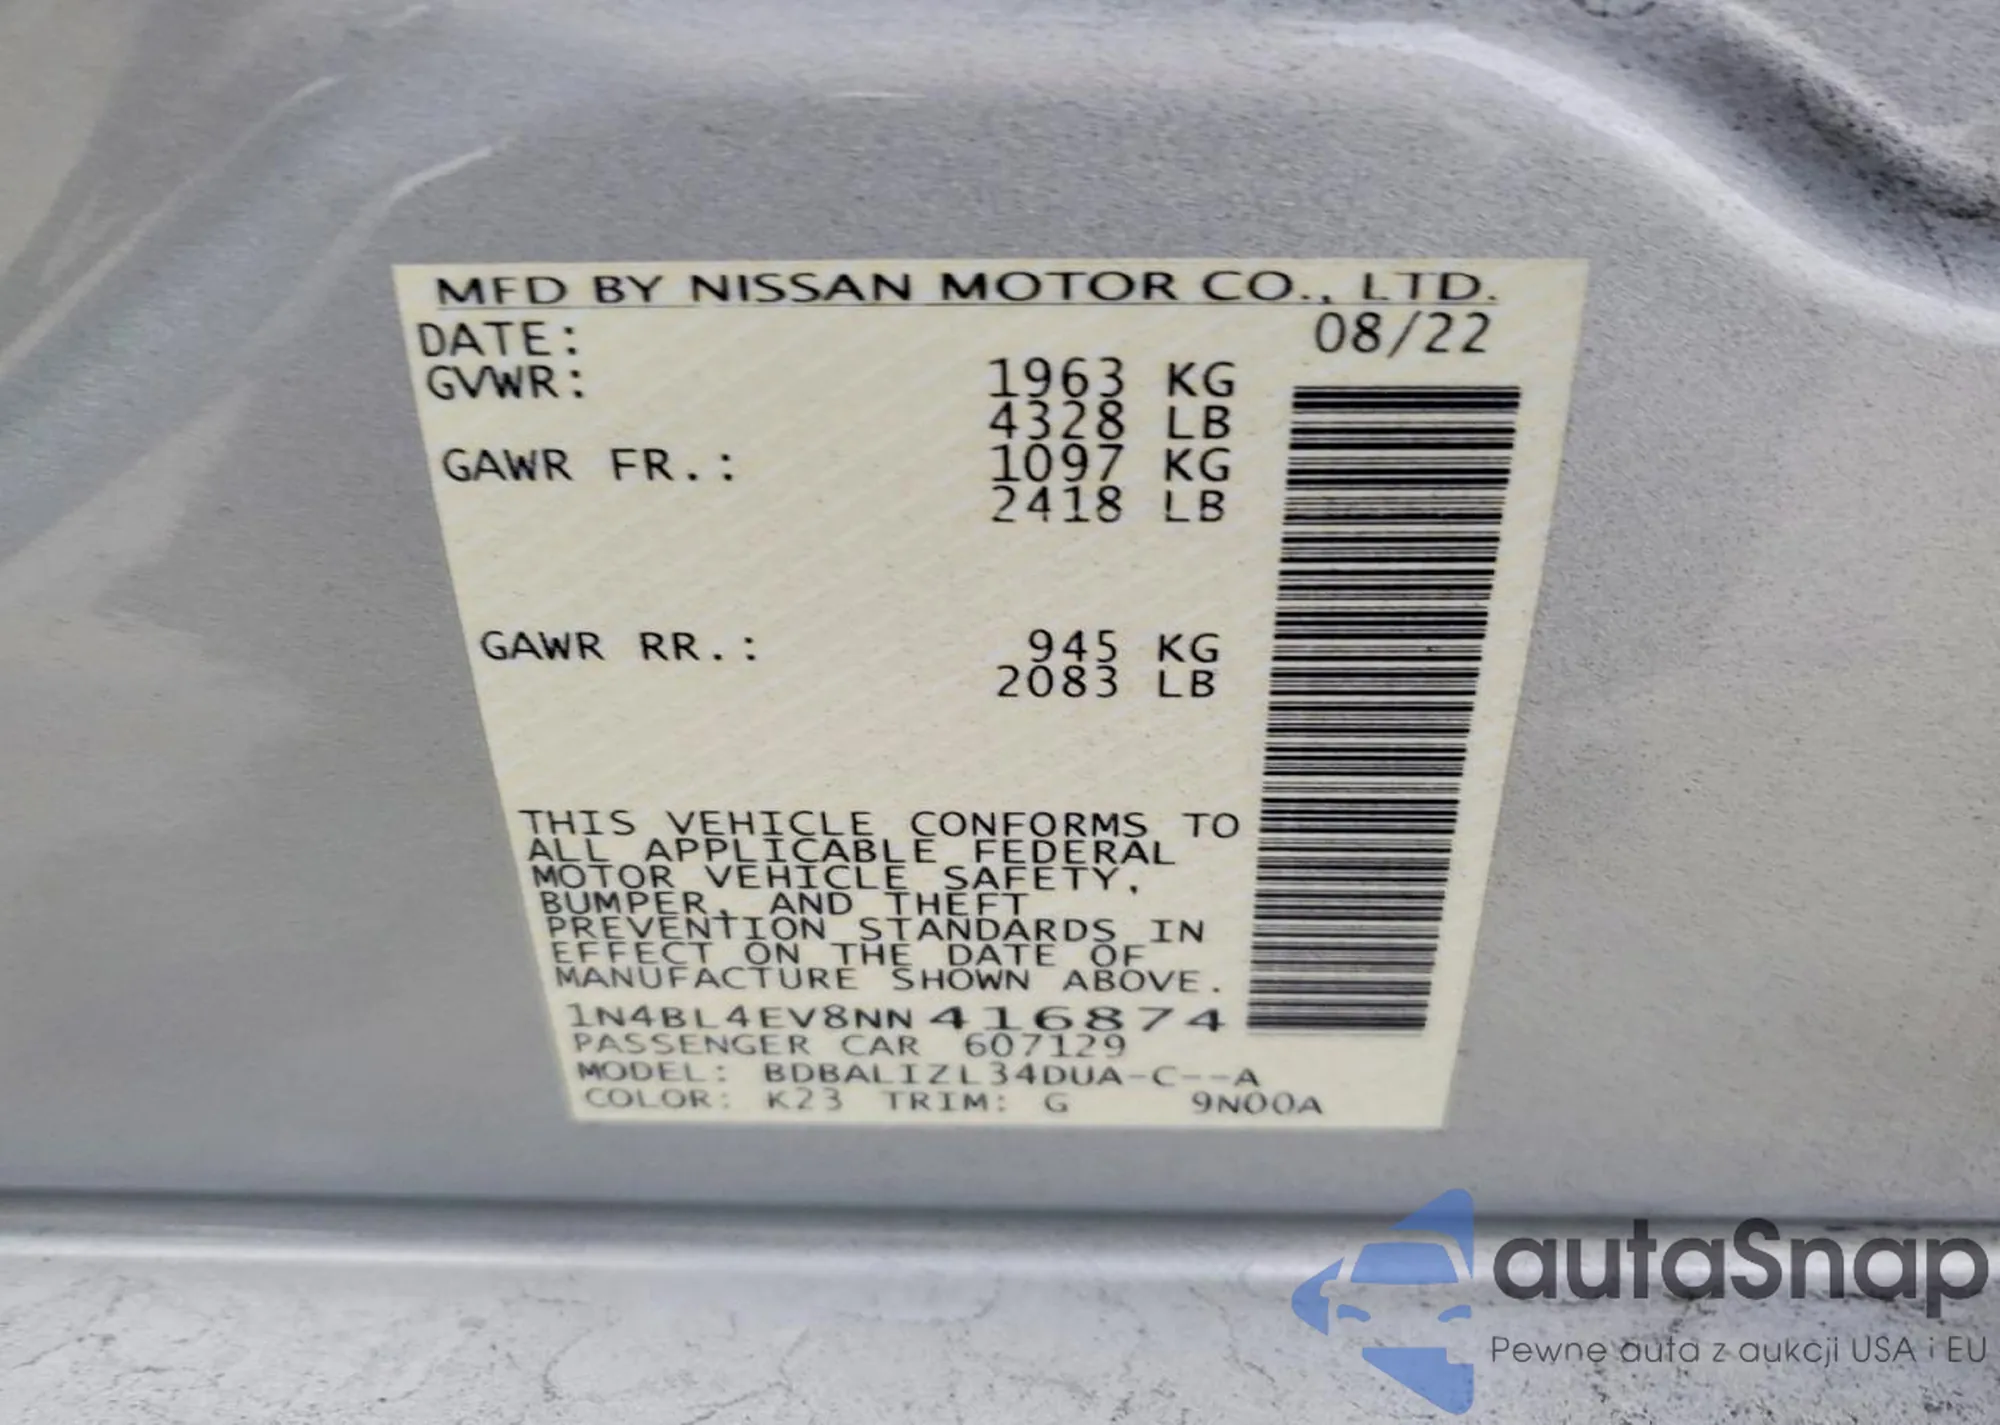 MFD BY NISSAN MOTOR CO., LTD.
DATE: 08/22
GVWR: 1963 KG
4328 LB
GAWR FR.: 1097 KG
2418 LB
GAWR RR.: 945 KG
2083 LB
THIS VEHICLE CONFORMS TO
ALL APPLICABLE FEDERAL
MOTOR VEHICLE SAFETY,
BUMPER, AND THEFT
PREVENTION STANDARDS IN
EFFECT ON THE DATE OF
MANUFACTURE SHOWN ABOVE.
1N4BL4EV8NN416874
PASSENGER CAR 607129
MODEL: BDBALIZL34DUA-C--A
COLOR: K23 TRIM: G 9N00A
autaSnap
Pewne auta z aukcji USA i EU